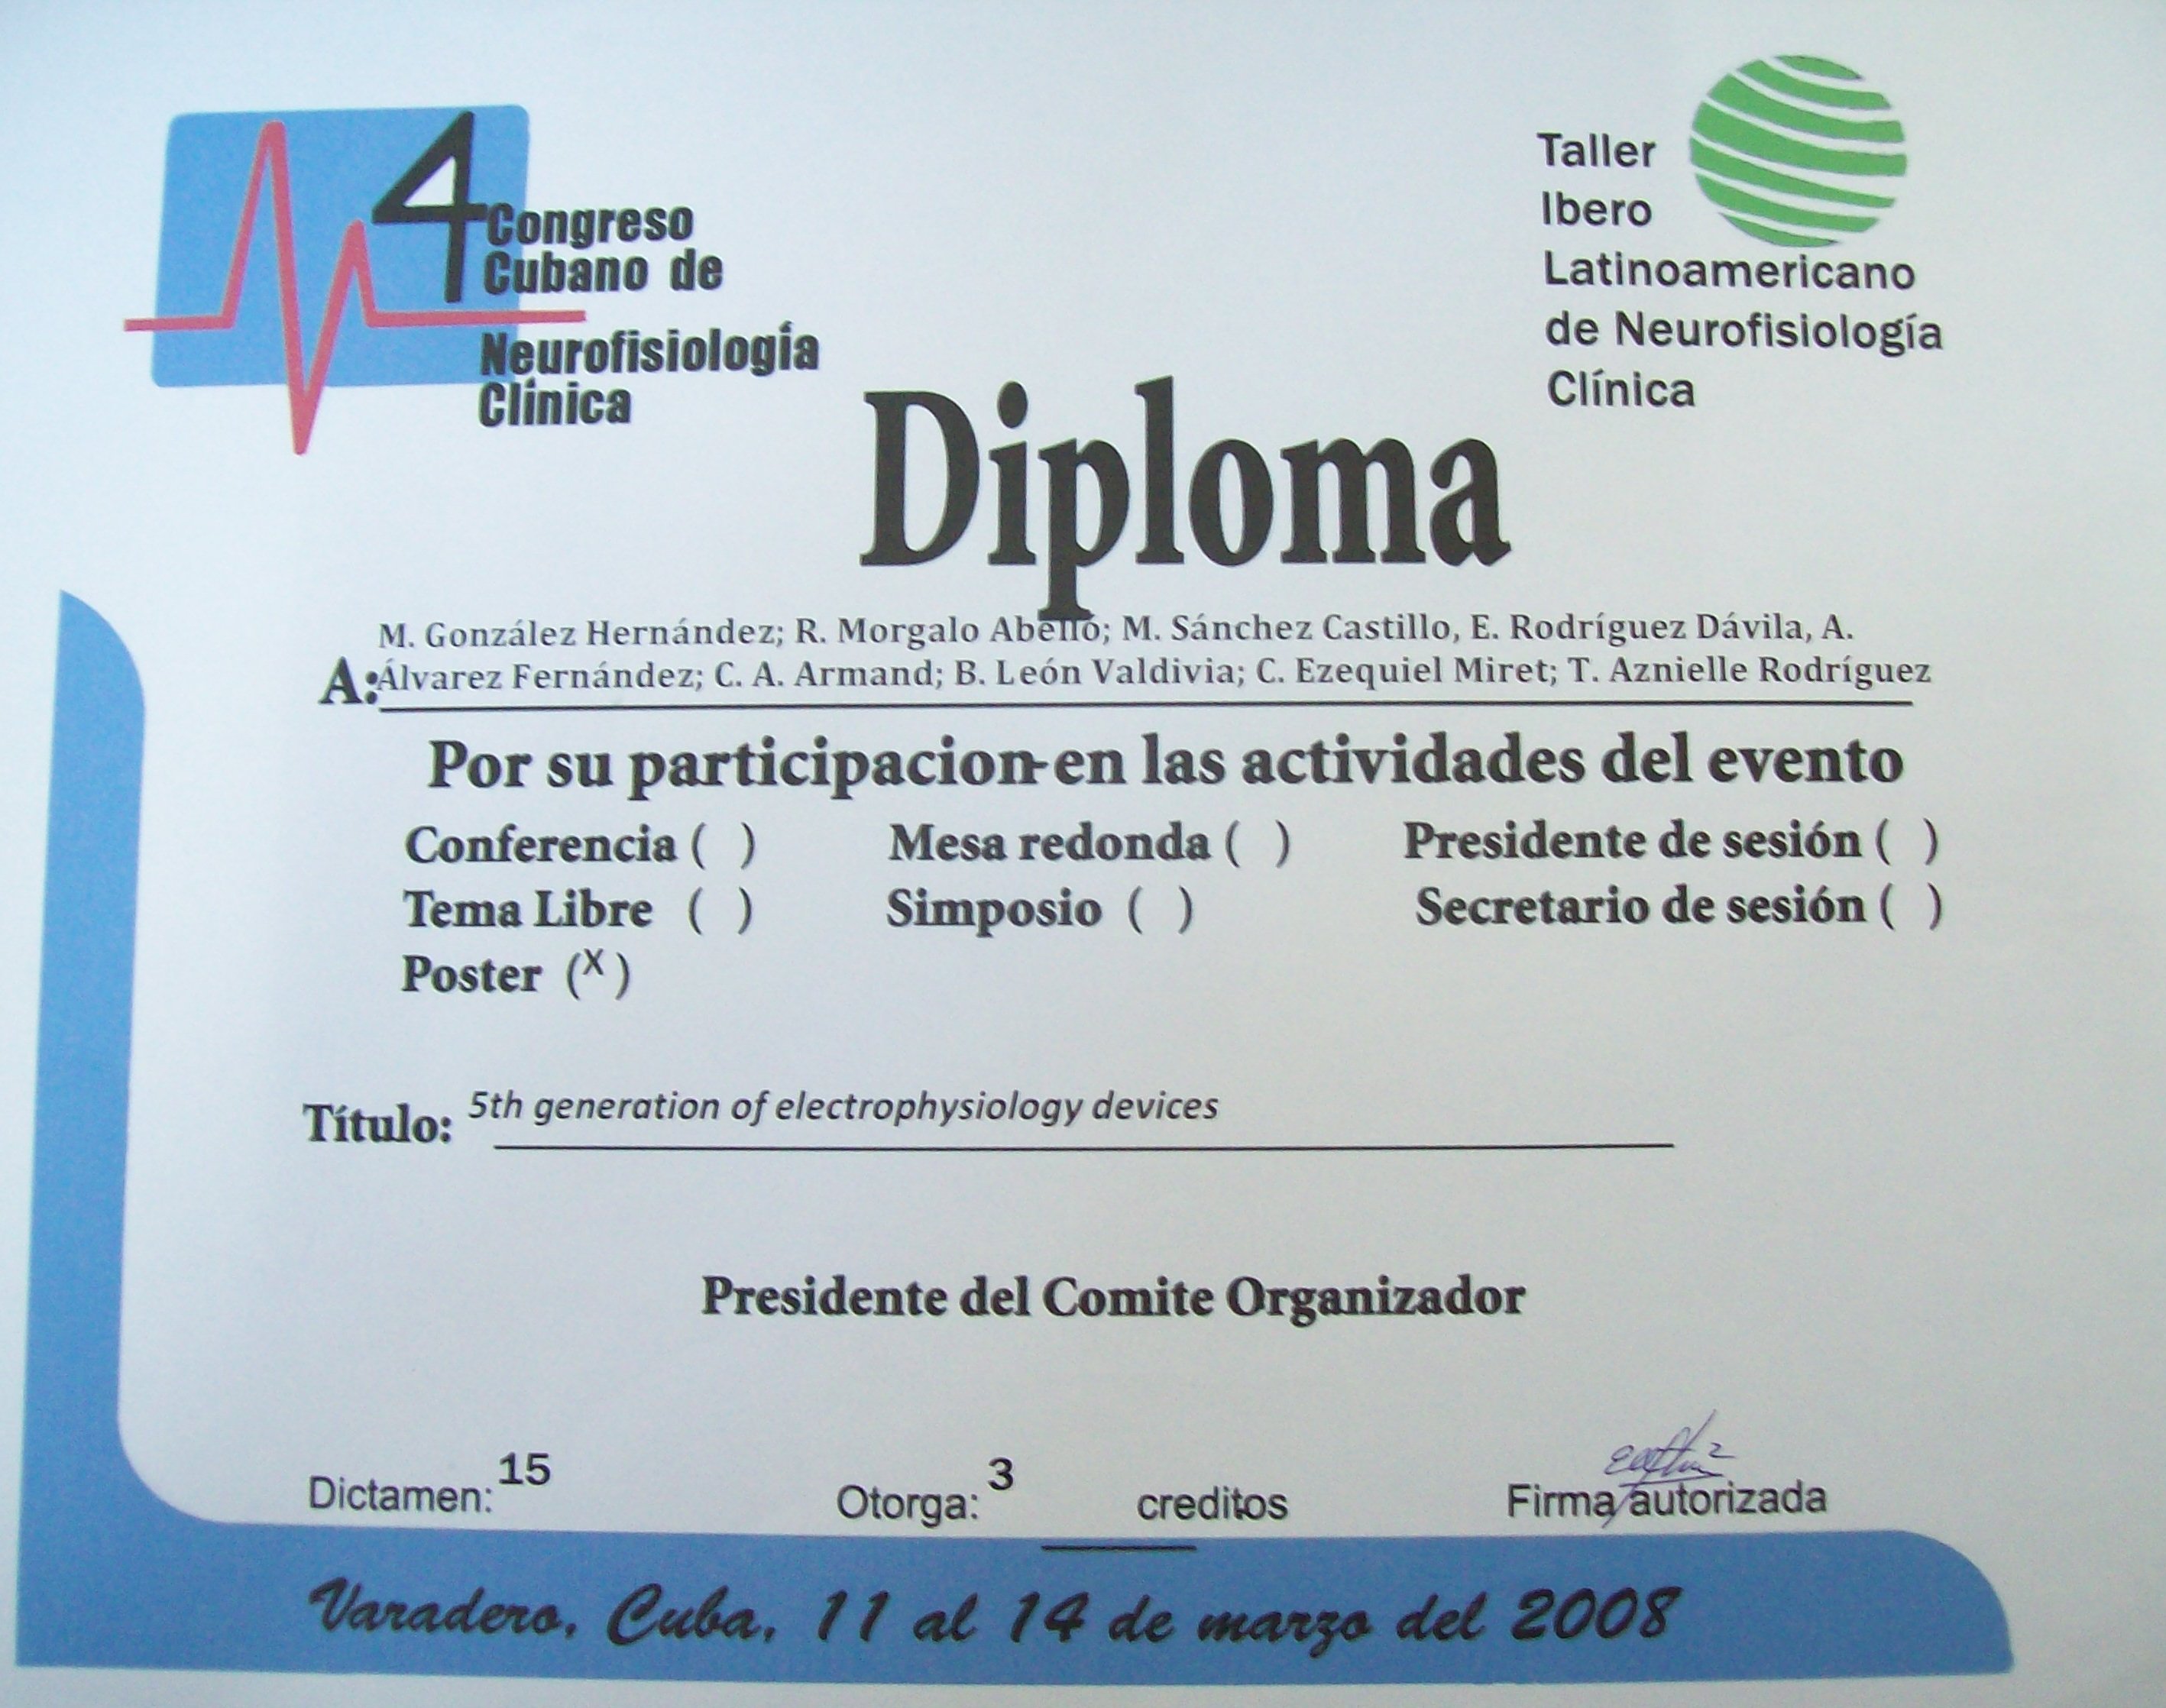 4 Congreso
Cubano de
Neurofisiología
Clínica
Taller
Ibero
Latinoamericano
de Neurofisiología
Clínica
Diploma
M. González Hernández; R. Morgalo Abello; M. Sánchez Castillo, E. Rodríguez Dávila, A.
A: Álvarez Fernández; C. A. Armand; B. León Valdivia; C. Ezequiel Miret; T. Aznielle Rodríguez
Por su participacion en las actividades del evento
Conferencia ( ) Mesa redonda ( ) Presidente de sesión ( )
Tema Libre ( ) Simposio ( ) Secretario de sesión ( )
Poster (X)
Título: 5th generation of electrophysiology devices
Presidente del Comite Organizador
Dictamen: 15 Otorga: 3 creditos Firma autorizada
Varadero, Cuba, 11 al 14 de marzo del 2008